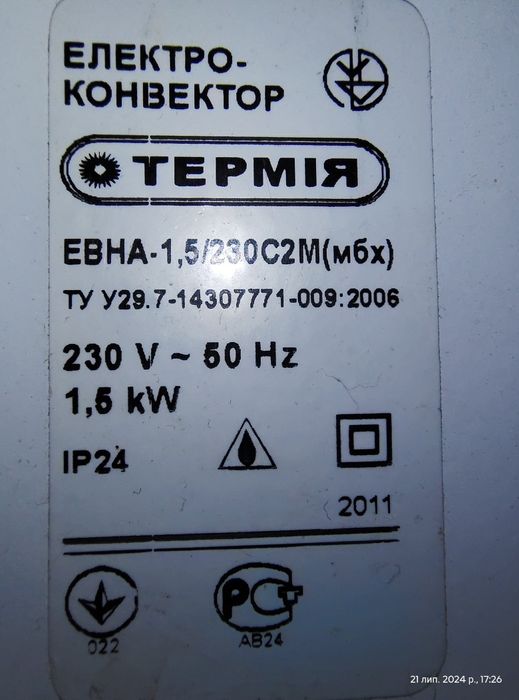 ЕЛЕКТРО-
КОНВЕКТОР
ТЕРМІЯ
ЕВНА-1,5/230С2М(мбх)
ТУ У29.7-14307771-009:2006
230 V ~ 50 Hz
1,5 kW
IP24
2011
022
РСТ
АВ24
21 лип. 2024 р., 17:26